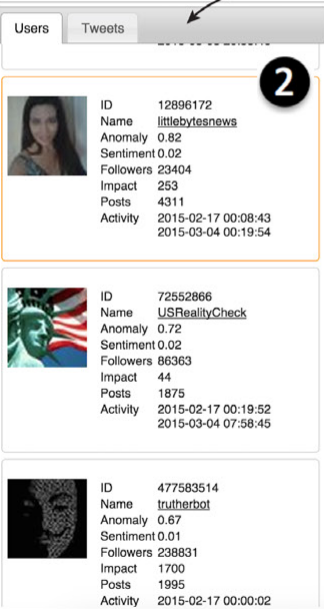 Users Tweets
2
ID 12896172
Name littlebytesnews
Anomaly 0.82
Sentiment 0.02
Followers 23404
Impact 253
Posts 4311
Activity 2015-02-17 00:08:43
2015-03-04 00:19:54
ID 72552866
Name USRealityCheck
Anomaly 0.72
Sentiment 0.02
Followers 86363
Impact 44
Posts 1875
Activity 2015-02-17 00:19:52
2015-03-04 07:58:45
ID 477583514
Name trutherbot
Anomaly 0.67
Sentiment 0.01
Followers 238831
Impact 1700
Posts 1995
Activity 2015-02-17 00:00:02